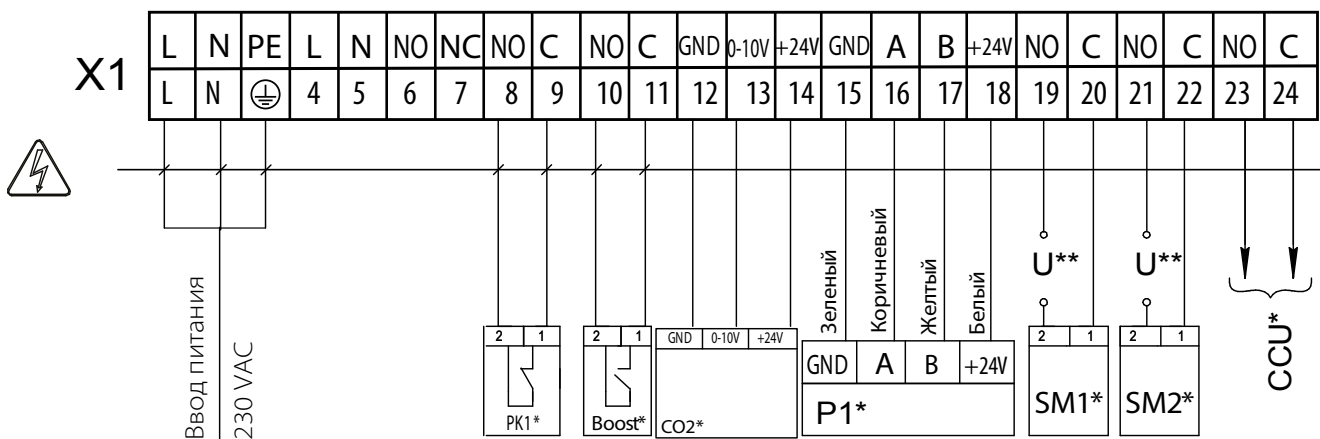 X1
L N PE L N NO NC NO C NO C GND 0-10V +24V GND A B +24V NO C NO C NO C
L N 4 5 6 7 8 9 10 11 12 13 14 15 16 17 18 19 20 21 22 23 24
Ввод питания
230 VAC
2 1
PK1*
2 1
Boost*
GND 0-10V +24V
CO2*
Зеленый
Коричневый
Желтый
Белый
GND A B +24V
P1*
U**
2 1
SM1*
U**
2 1
SM2*
CCU*